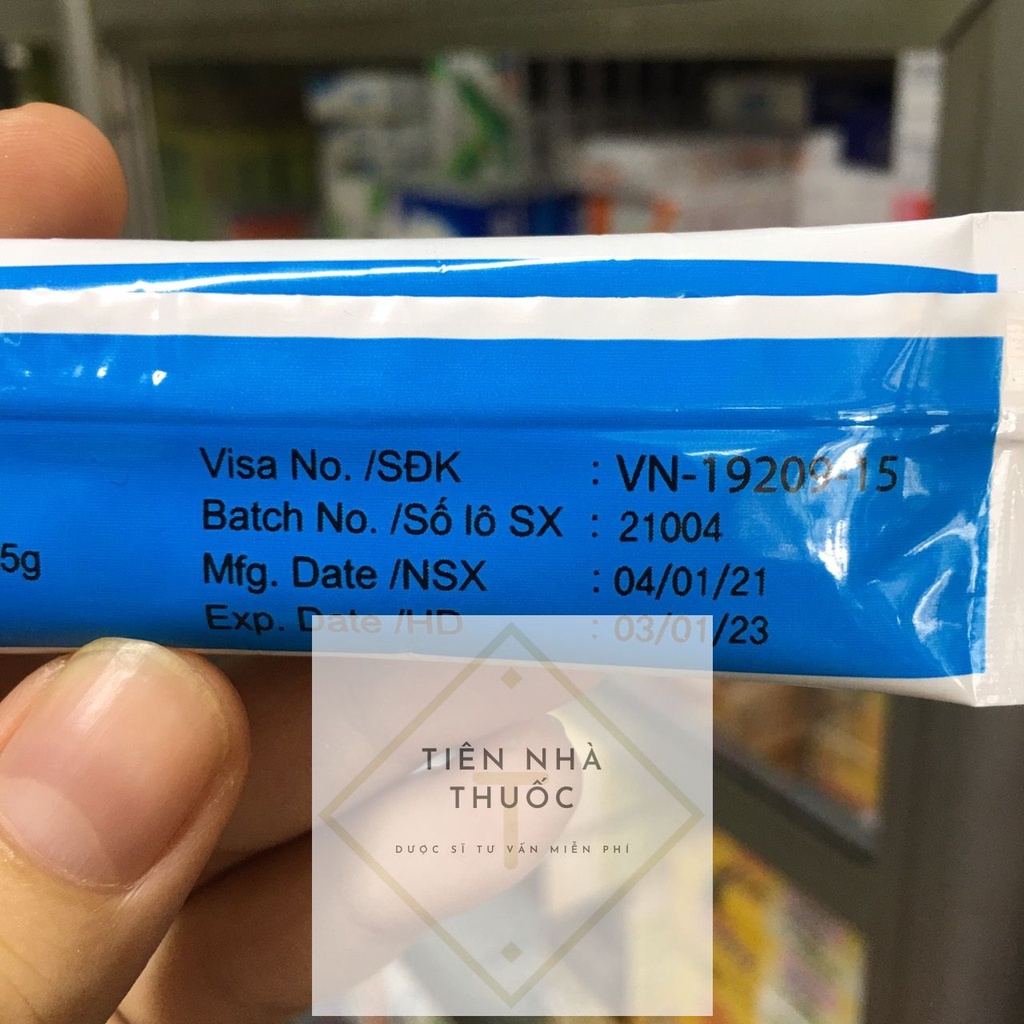 Visa No. /SĐK : VN-19209-15
Batch No. /Số lô SX : 21004
5g
Mfg. Date /NSX : 04/01/21
Exp. Date /HD : 03/01/23
TIÊN NHÀ
THUỐC
DƯỢC SĨ TƯ VẤN MIỄN PHÍ